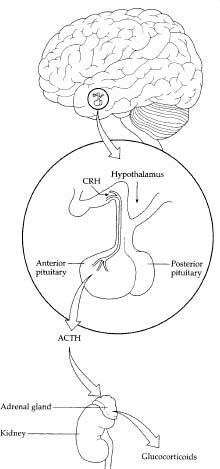 Hypothalamus
CRH
Anterior
pituitary
Posterior
pituitary
ACTH
Adrenal gland
Kidney
Glucocorticoids